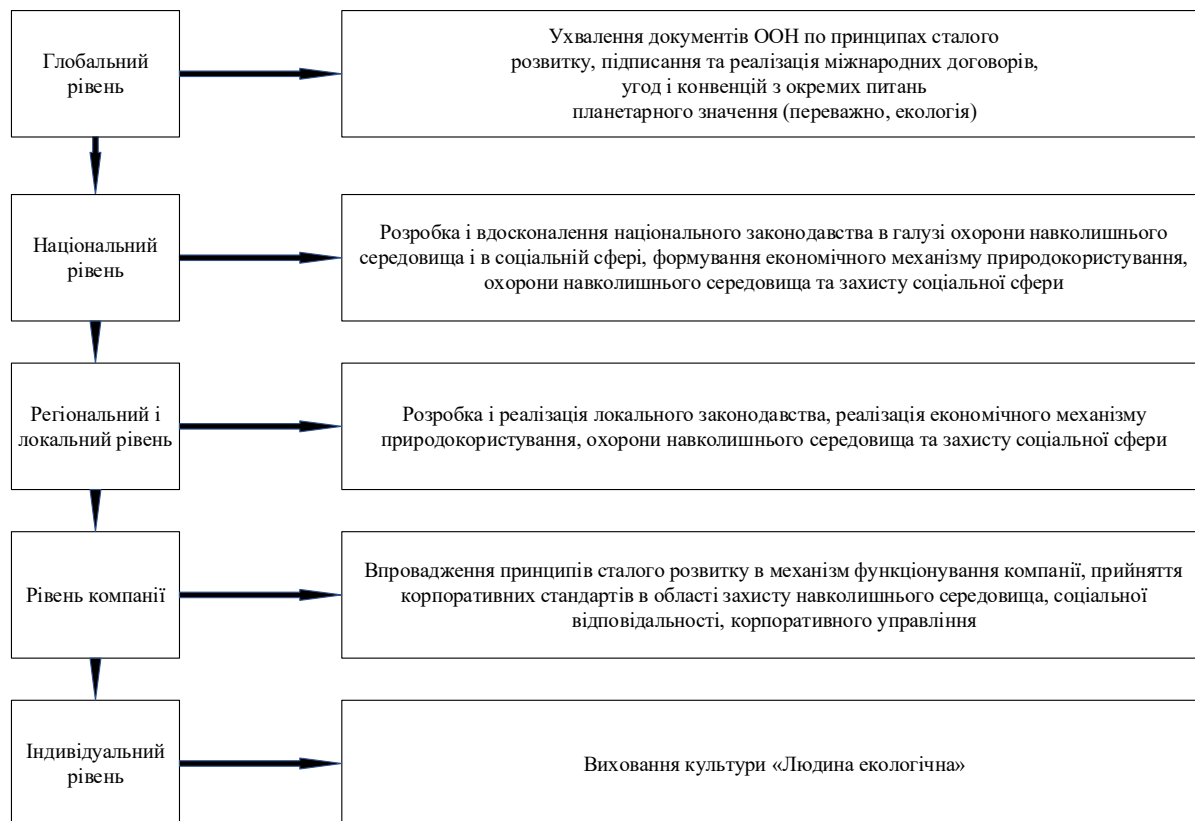 Глобальний
рівень
Ухвалення документів ООН по принципах сталого
розвитку, підписання та реалізація міжнародних договорів,
угод і конвенцій з окремих питань
планетарного значення (переважно, екологія)
Національний
рівень
Розробка і вдосконалення національного законодавства в галузі охорони навколишнього
середовища і в соціальній сфері, формування економічного механізму природокористування,
охорони навколишнього середовища та захисту соціальної сфери
Регіональний і
локальний рівень
Розробка і реалізація локального законодавства, реалізація економічного механізму
природокористування, охорони навколишнього середовища та захисту соціальної сфери
Рівень компанії
Впровадження принципів сталого розвитку в механізм функціонування компанії, прийняття
корпоративних стандартів в області захисту навколишнього середовища, соціальної
відповідальності, корпоративного управління
Індивідуальний
рівень
Виховання культури «Людина екологічна»